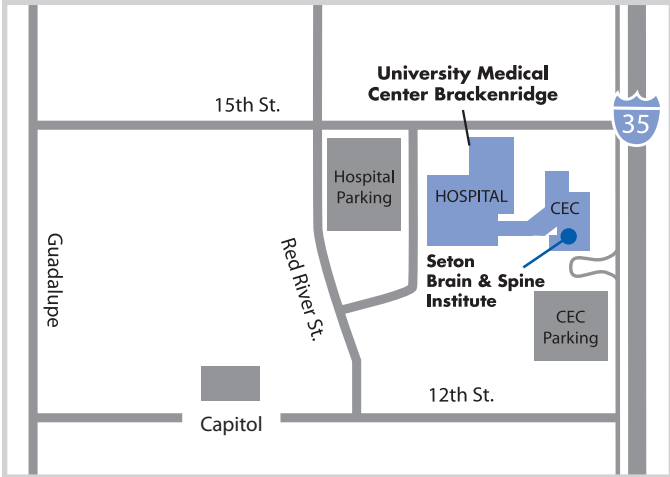 University Medical
Center Brackenridge
15th St.
35
Hospital
Parking
HOSPITAL
CEC
Guadalupe
Red River St.
Seton
Brain & Spine
Institute
CEC
Parking
12th St.
Capitol